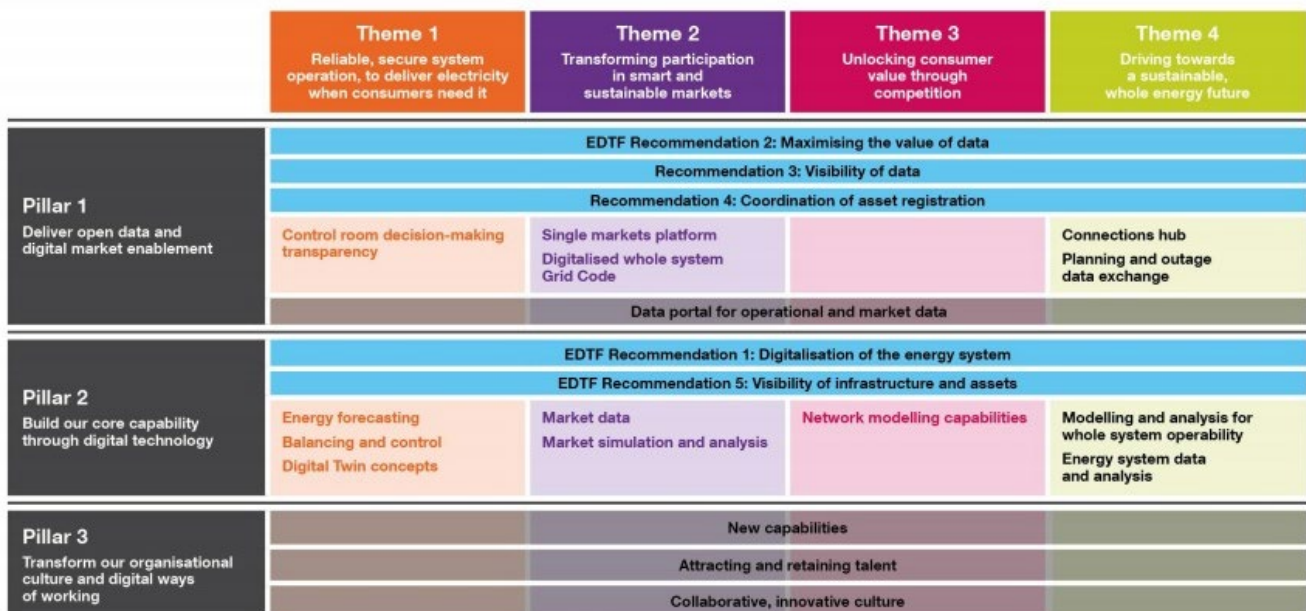 Theme 1
Reliable, secure system
operation, to deliver electricity
when consumers need it
Theme 2
Transforming participation
in smart and
sustainable markets
Theme 3
Unlocking consumer
value through
competition
Theme 4
Driving towards
a sustainable,
whole energy future
Pillar 1
Deliver open data and
digital market enablement
EDTF Recommendation 2: Maximising the value of data
Recommendation 3: Visibility of data
Recommendation 4: Coordination of asset registration
Control room decision-making
transparency
Single markets platform
Digitalised whole system
Grid Code
Connections hub
Planning and outage
data exchange
Data portal for operational and market data
Pillar 2
Build our core capability
through digital technology
EDTF Recommendation 1: Digitalisation of the energy system
EDTF Recommendation 5: Visibility of infrastructure and assets
Energy forecasting
Balancing and control
Digital Twin concepts
Market data
Market simulation and analysis
Network modelling capabilities
Modelling and analysis for
whole system operability
Energy system data
and analysis
Pillar 3
Transform our organisational
culture and digital ways
of working
New capabilities
Attracting and retaining talent
Collaborative, innovative culture